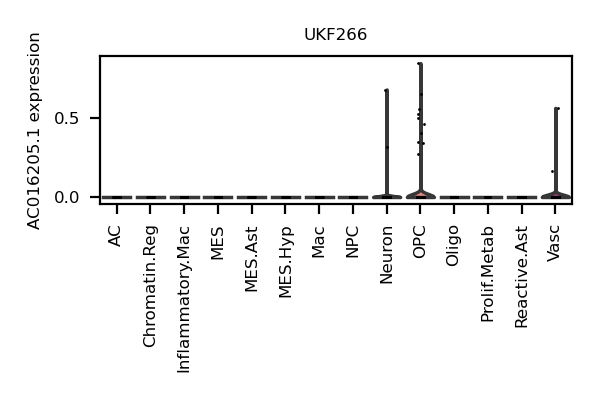 UKF266
AC016205.1 expression
0.5
0.0
AC
Chromatin.Reg
Inflammatory.Mac
MES
MES.Ast
MES.Hyp
Mac
NPC
Neuron
OPC
Oligo
Prolif.Metab
Reactive.Ast
Vasc